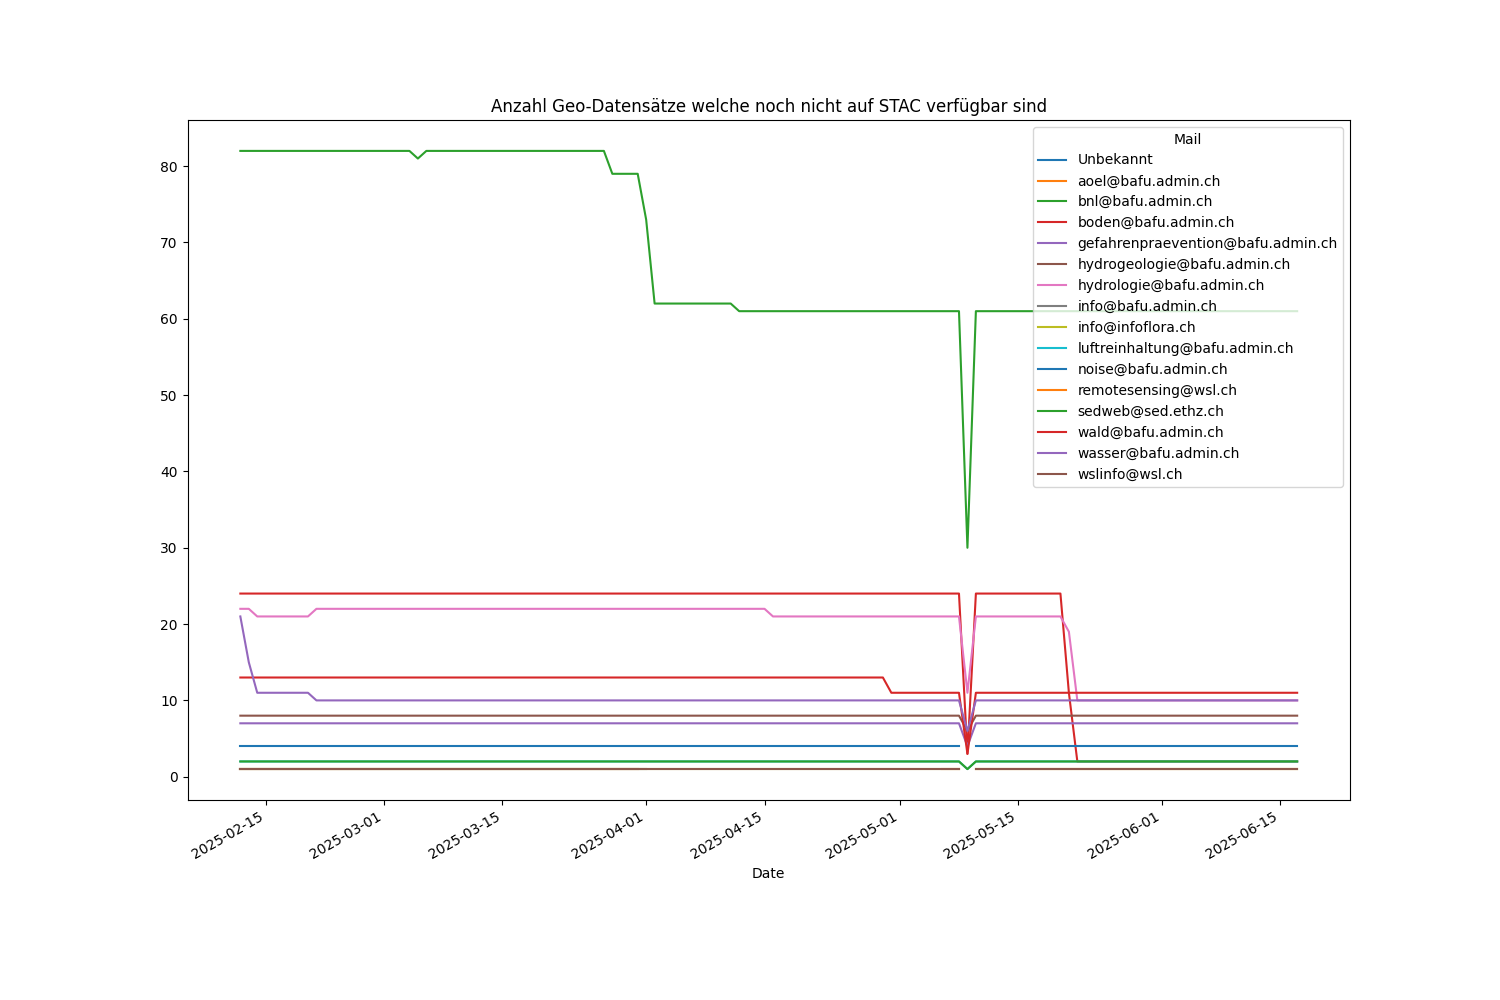 Anzahl Geo-Datensätze welche noch nicht auf STAC verfügbar sind
Mail
Unbekannt
aoel@bafu.admin.ch
bnl@bafu.admin.ch
boden@bafu.admin.ch
gefahrenpraevention@bafu.admin.ch
hydrogeologie@bafu.admin.ch
hydrologie@bafu.admin.ch
info@bafu.admin.ch
info@infoflora.ch
luftreinhaltung@bafu.admin.ch
noise@bafu.admin.ch
remotesensing@wsl.ch
sedweb@sed.ethz.ch
wald@bafu.admin.ch
wasser@bafu.admin.ch
wslinfo@wsl.ch
80
70
60
50
40
30
20
10
0
2025-02-15
2025-03-01
2025-03-15
2025-04-01
2025-04-15
2025-05-01
2025-05-15
2025-06-01
2025-06-15
Date